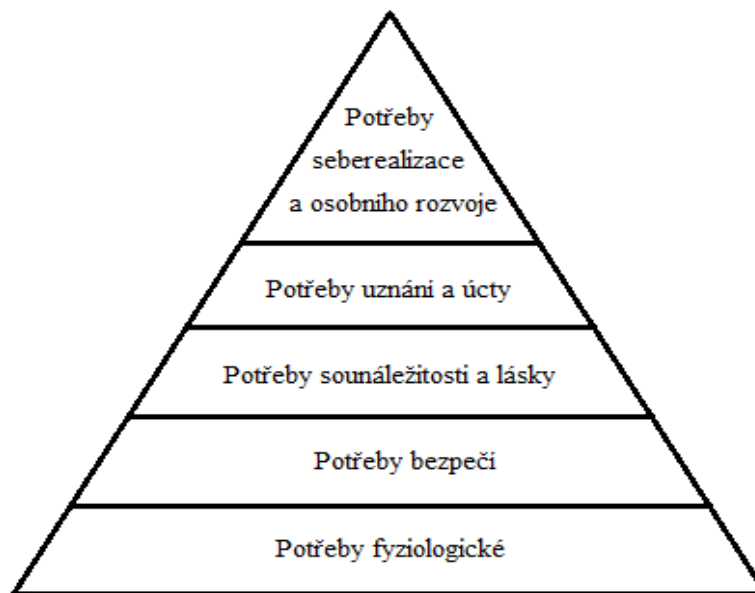 Potřeby
seberealizace
a osobního rozvoje
Potřeby uznání a úcty
Potřeby sounáležitosti a lásky
Potřeby bezpečí
Potřeby fyziologické